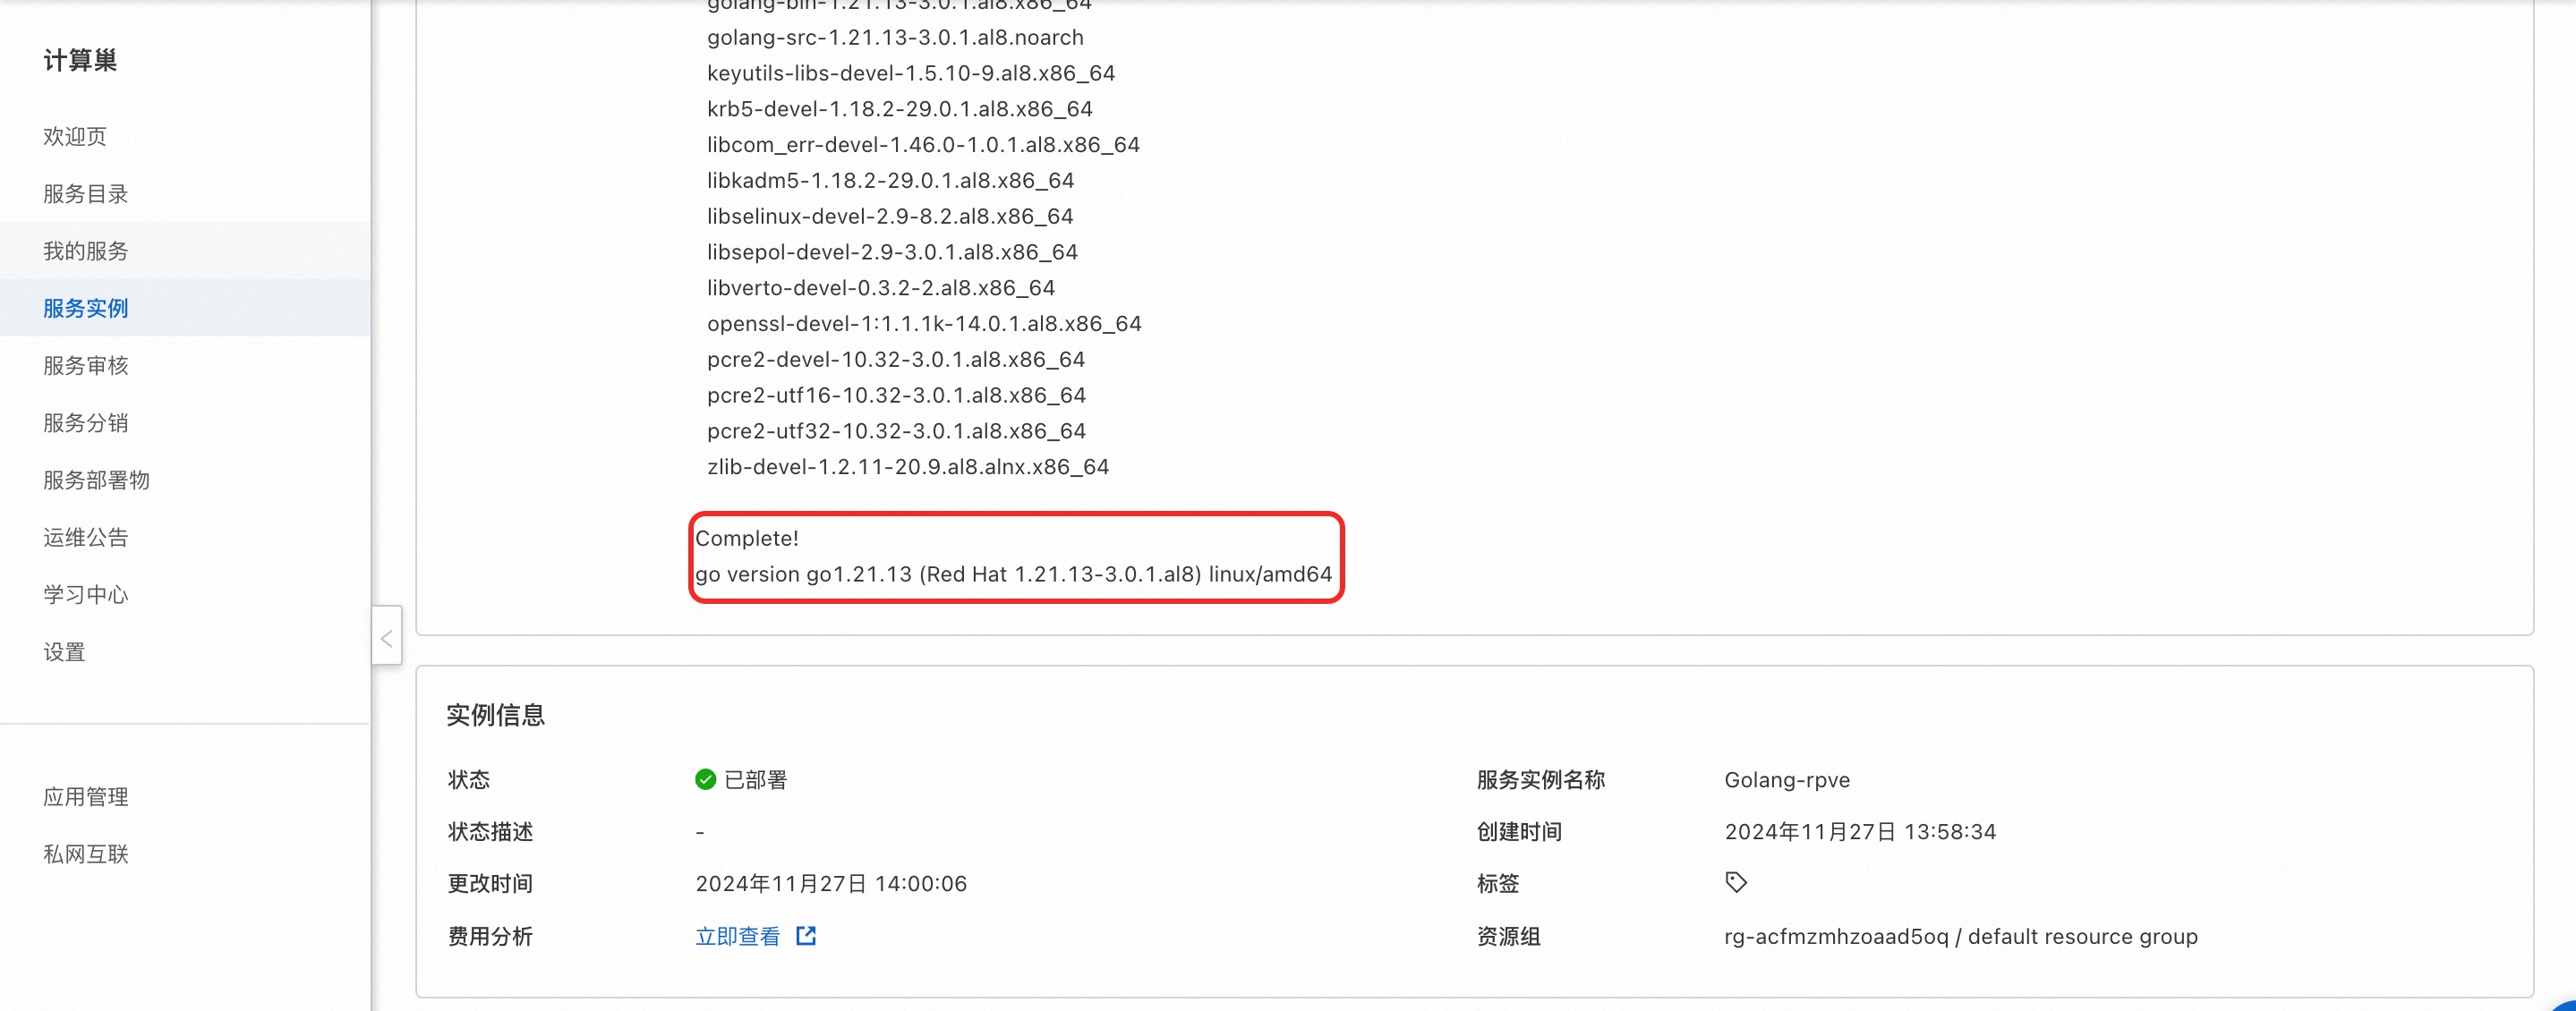 计算巢
欢迎页
服务目录
我的服务
服务实例
服务审核
服务分销
服务部署物
运维公告
学习中心
设置
应用管理
私网互联
golang-bin-1.21.13-3.0.1.al8.x86_64
golang-src-1.21.13-3.0.1.al8.noarch
keyutils-libs-devel-1.5.10-9.al8.x86_64
krb5-devel-1.18.2-29.0.1.al8.x86_64
libcom_err-devel-1.46.0-1.0.1.al8.x86_64
libkadm5-1.18.2-29.0.1.al8.x86_64
libselinux-devel-2.9-8.2.al8.x86_64
libsepol-devel-2.9-3.0.1.al8.x86_64
libverto-devel-0.3.2-2.al8.x86_64
openssl-devel-1:1.1.1k-14.0.1.al8.x86_64
pcre2-devel-10.32-3.0.1.al8.x86_64
pcre2-utf16-10.32-3.0.1.al8.x86_64
pcre2-utf32-10.32-3.0.1.al8.x86_64
zlib-devel-1.2.11-20.9.al8.alnx.x86_64
Complete!
go version go1.21.13 (Red Hat 1.21.13-3.0.1.al8) linux/amd64
实例信息
状态 已部署 服务实例名称 Golang-rpve
状态描述 - 创建时间 2024年11月27日 13:58:34
更改时间 2024年11月27日 14:00:06 标签
费用分析 立即查看 资源组 rg-acfmzmhzoaad5oq / default resource group